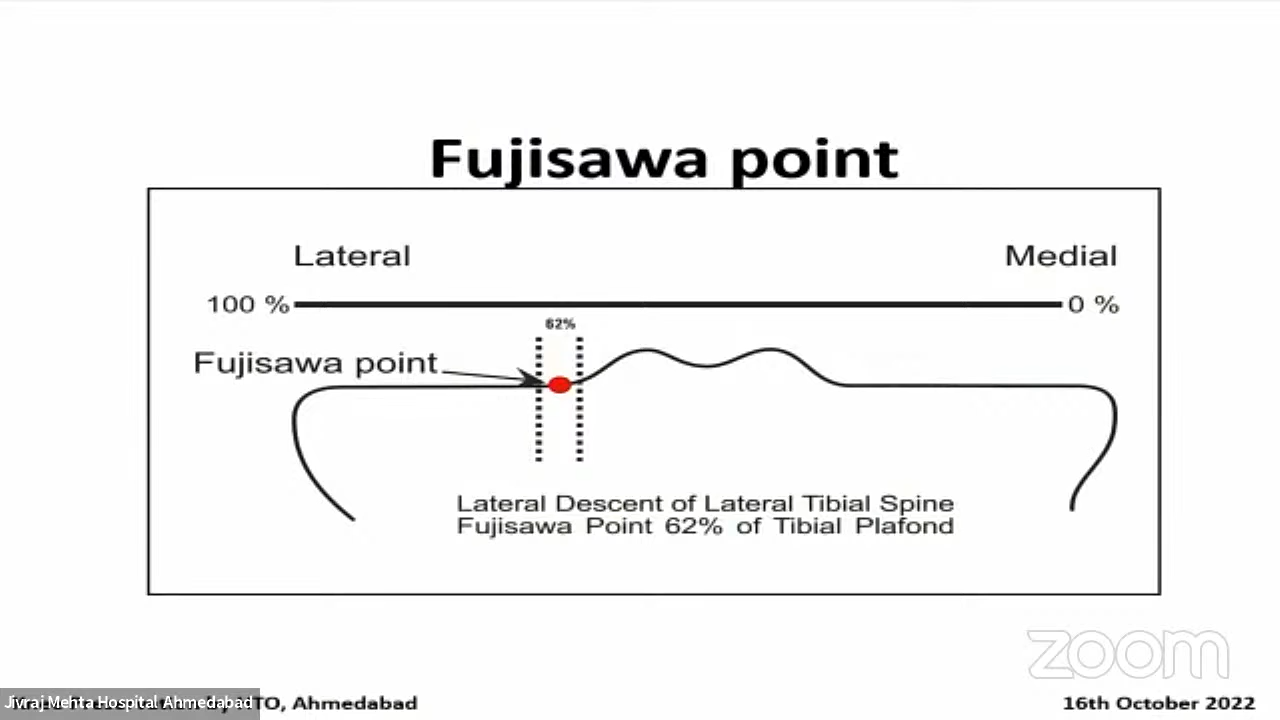 Fujisawa point
Lateral
Medial
100 %
0 %
62%
Fujisawa point
Lateral Descent of Lateral Tibial Spine
Fujisawa Point 62% of Tibial Plafond
zoom
Jivraj Mehta Hospital Ahmedabad
TO, Ahmedabad
16th October 2022